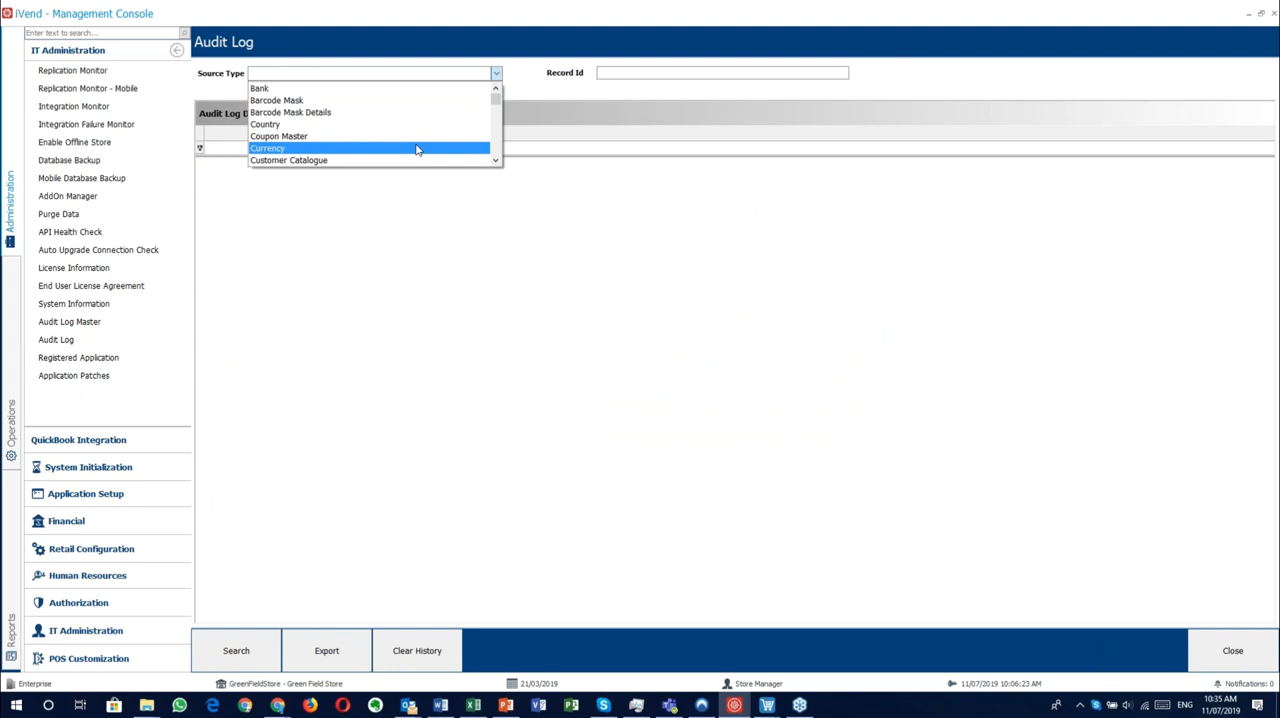 iVend - Management Console
Enter text to search...
IT Administration
Replication Monitor
Replication Monitor - Mobile
Integration Monitor
Integration Failure Monitor
Enable Offline Store
Database Backup
Mobile Database Backup
AddOn Manager
Purge Data
API Health Check
Auto Upgrade Connection Check
License Information
End User License Agreement
System Information
Audit Log Master
Audit Log
Registered Application
Application Patches
QuickBook Integration
System Initialization
Application Setup
Financial
Retail Configuration
Human Resources
Authorization
IT Administration
POS Customization
Administration
Operations
Reports
Audit Log
Source Type
Record Id
Audit Log D
Bank
Barcode Mask
Barcode Mask Details
Country
Coupon Master
Currency
Customer Catalogue
Search
Export
Clear History
Close
Enterprise
GreenFieldStore - Green Field Store
21/03/2019
Store Manager
11/07/2019 10:06:23 AM
Notifications: 0
ENG
10:35 AM
11/07/2019